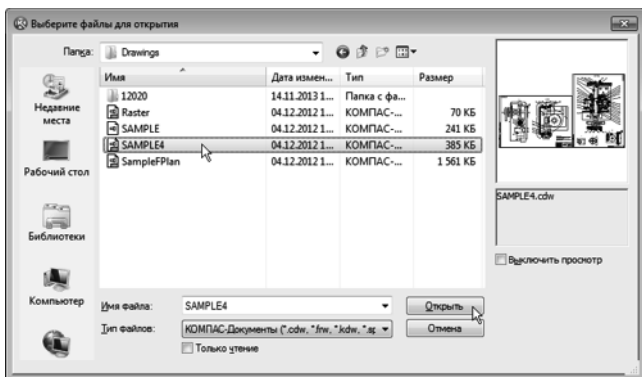 Выберите файлы для открытия
Папка: Drawings
Имя Дата измен... Тип Размер
12020 14.11.2013 1... Папка с фа...
Raster 04.12.2012 1... КОМПАС-... 70 КБ
SAMPLE 04.12.2012 1... КОМПАС-... 241 КБ
SAMPLE4 04.12.2012 1... КОМПАС-... 385 КБ
SampleFPlan 04.12.2012 1... КОМПАС-... 1 561 КБ
Недавние места
Рабочий стол
Библиотеки
Компьютер
SAMPLE4.cdw
Выключить просмотр
Имя файла: SAMPLE4 Открыть
Тип файлов: КОМПАС-Документы (*.cdw, *.frw, *.kdw, *.sp Отмена
Только чтение